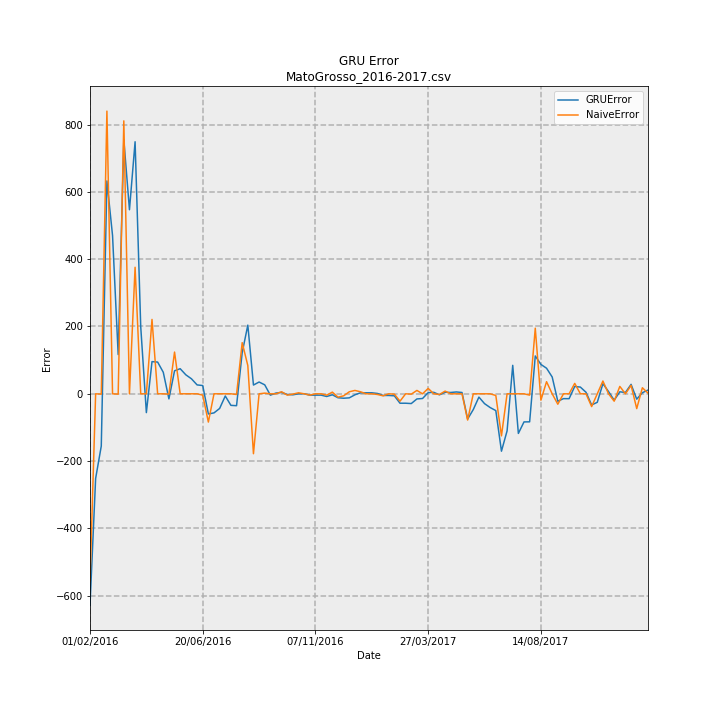 GRU Error
MatoGrosso_2016-2017.csv
GRUError
NaiveError
800
600
400
200
0
−200
−400
−600
Error
01/02/2016
20/06/2016
07/11/2016
27/03/2017
14/08/2017
Date